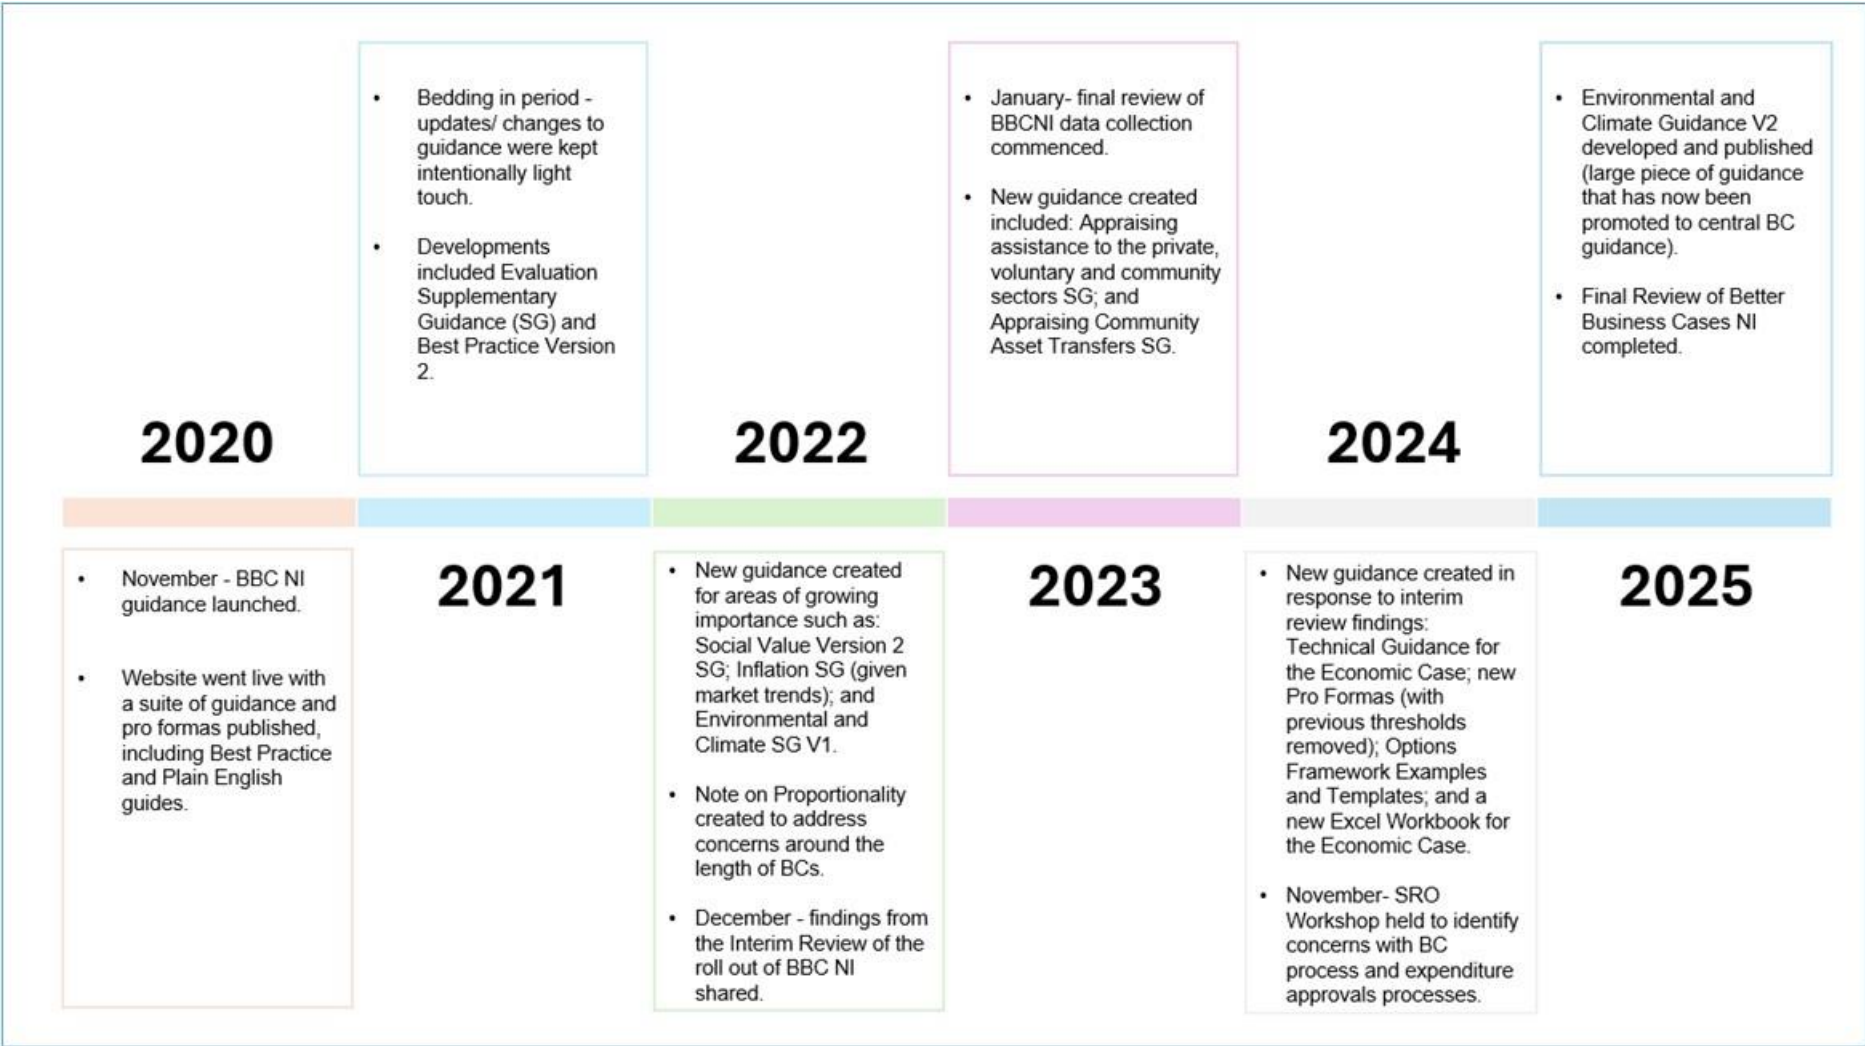 2020
• November - BBC NI
guidance launched.
• Website went live with
a suite of guidance and
pro formas published,
including Best Practice
and Plain English
guides.
2021
• Bedding in period -
updates/ changes to
guidance were kept
intentionally light
touch.
• Developments
included Evaluation
Supplementary
Guidance (SG) and
Best Practice Version
2.
2022
• New guidance created
for areas of growing
importance such as:
Social Value Version 2
SG; Inflation SG (given
market trends); and
Environmental and
Climate SG V1.
• Note on Proportionality
created to address
concerns around the
length of BCs.
• December - findings from
the Interim Review of the
roll out of BBC NI
shared.
2023
• January- final review of
BBCNI data collection
commenced.
• New guidance created
included: Appraising
assistance to the private,
voluntary and community
sectors SG; and
Appraising Community
Asset Transfers SG.
2024
• New guidance created in
response to interim
review findings:
Technical Guidance for
the Economic Case; new
Pro Formas (with
previous thresholds
removed); Options
Framework Examples
and Templates; and a
new Excel Workbook for
the Economic Case.
• November- SRO
Workshop held to identify
concerns with BC
process and expenditure
approvals processes.
2025
• Environmental and
Climate Guidance V2
developed and published
(large piece of guidance
that has now been
promoted to central BC
guidance).
• Final Review of Better
Business Cases NI
completed.